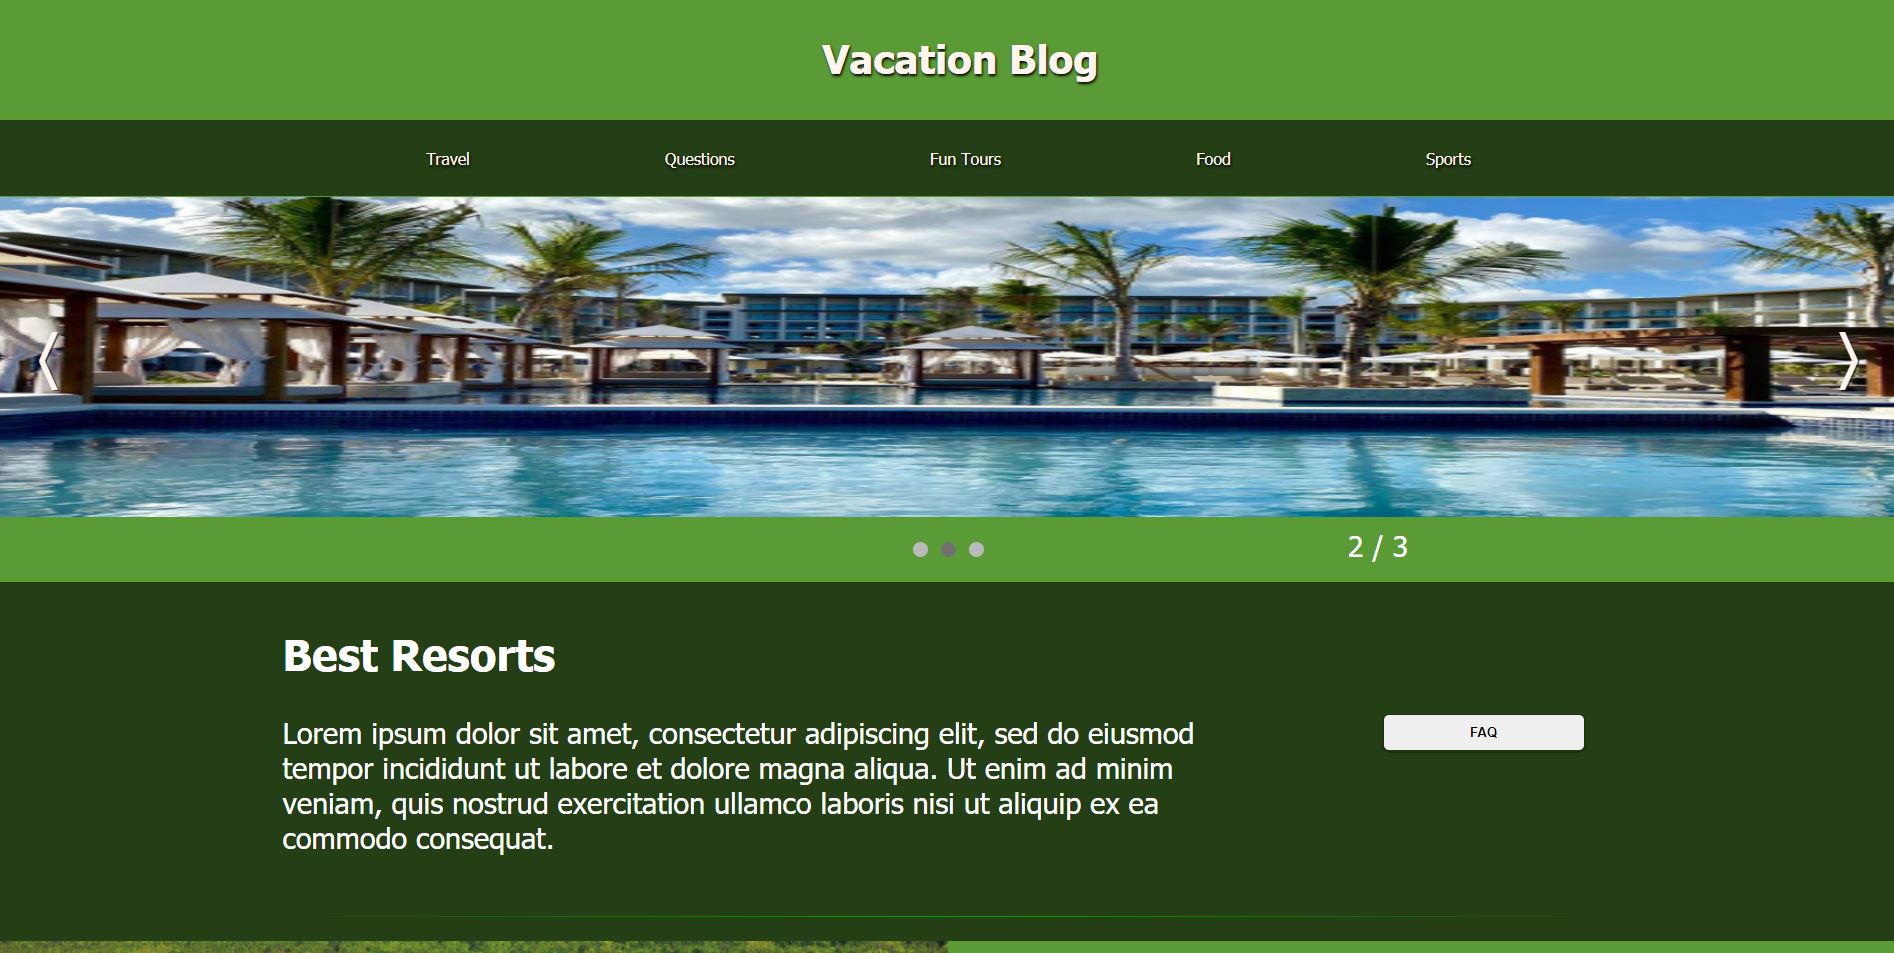 Vacation Blog
Travel Questions Fun Tours Food Sports
2 / 3
Best Resorts
Lorem ipsum dolor sit amet, consectetur adipiscing elit, sed do eiusmod
tempor incididunt ut labore et dolore magna aliqua. Ut enim ad minim
veniam, quis nostrud exercitation ullamco laboris nisi ut aliquip ex ea
commodo consequat.
FAQ